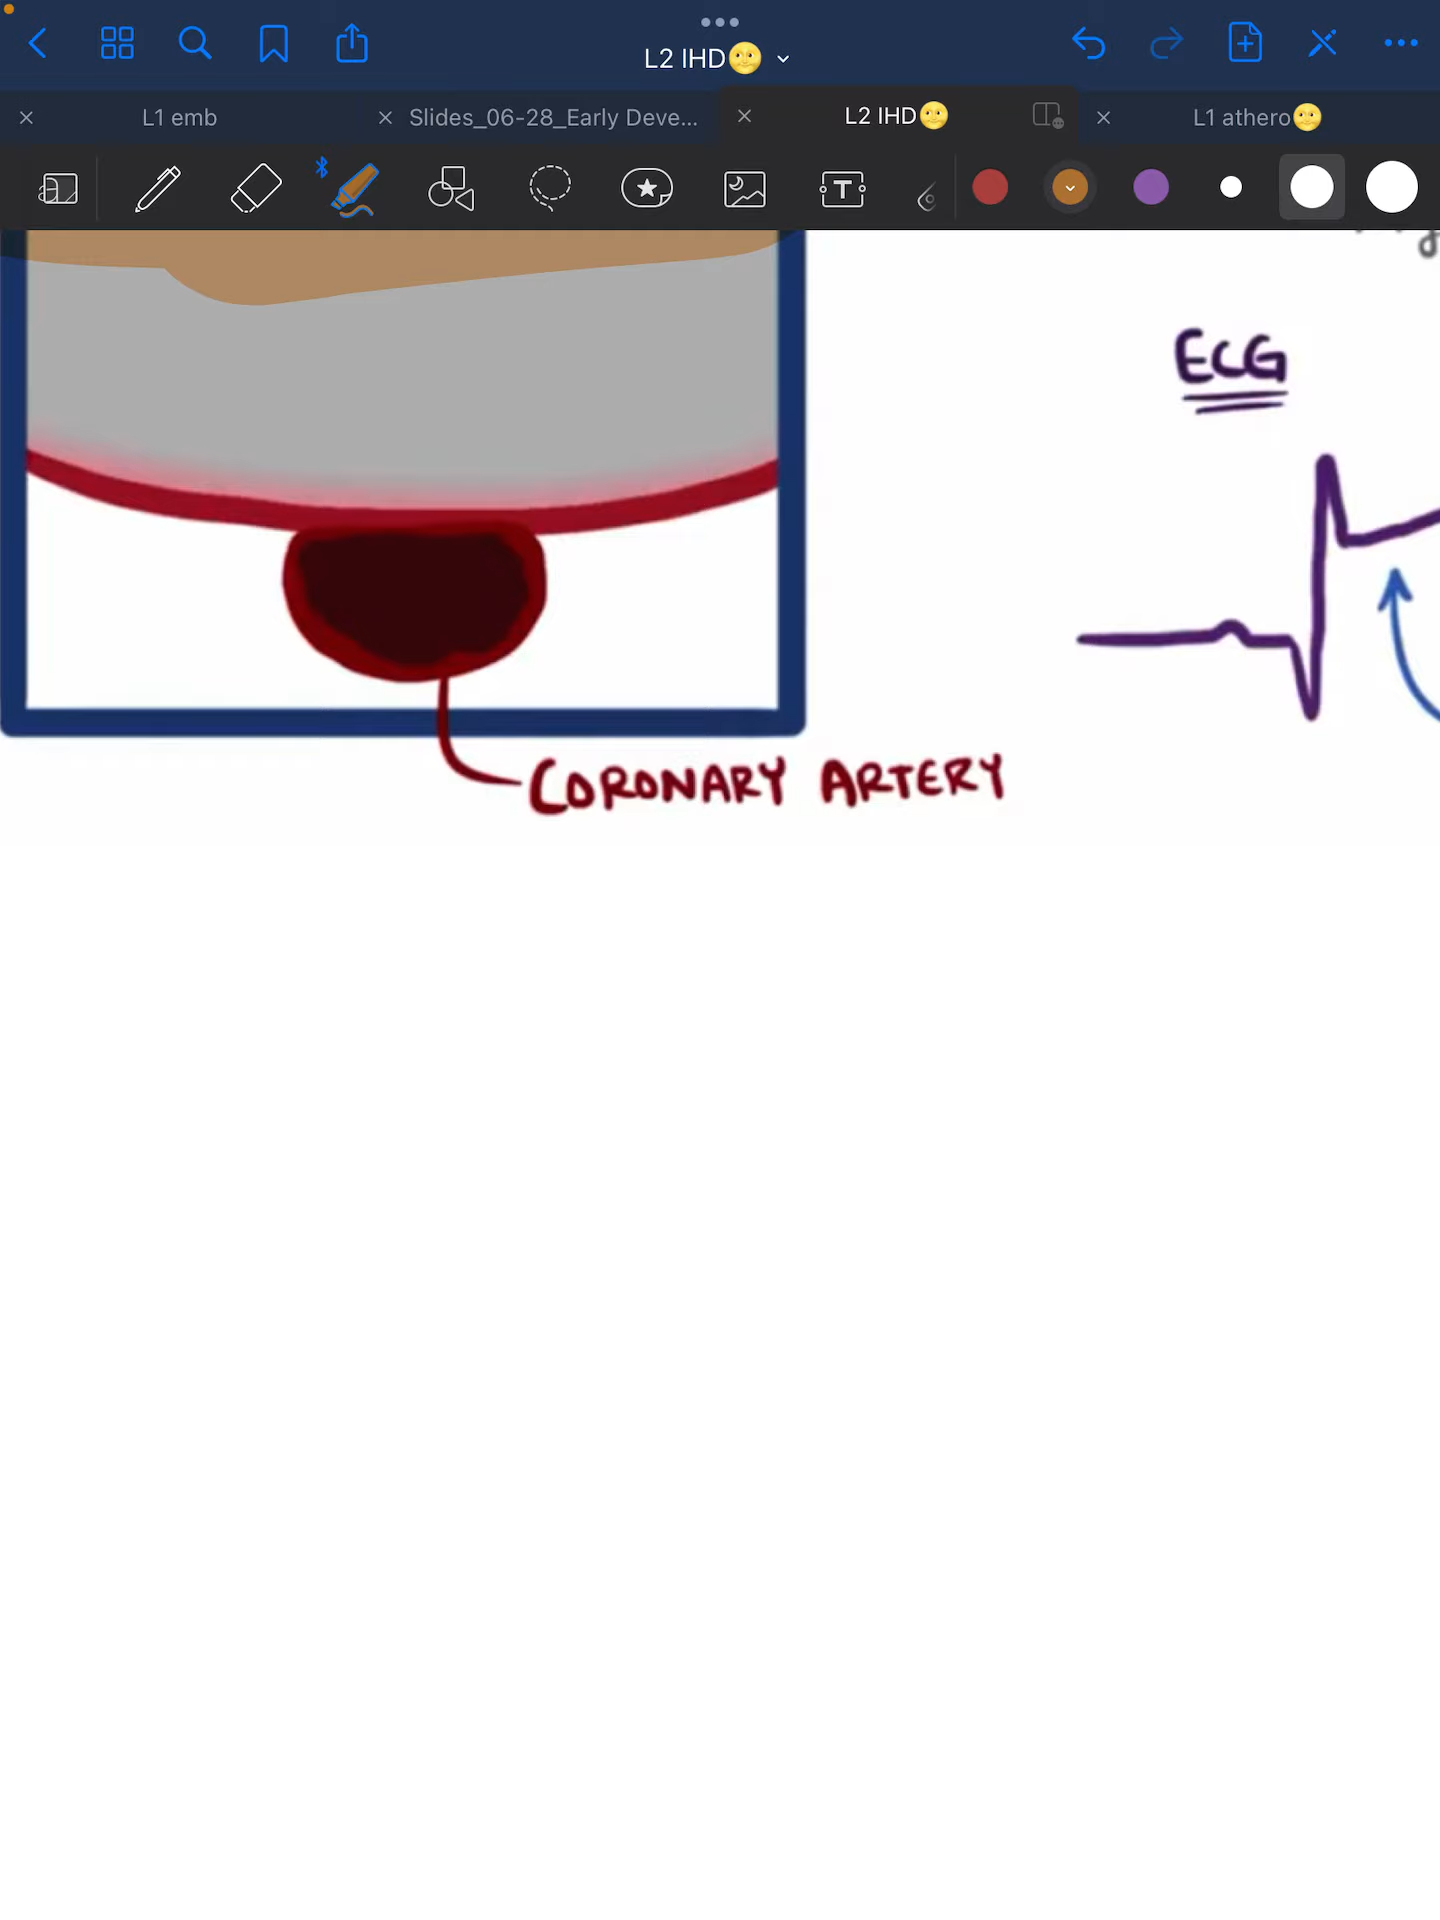 L2 IHD🌝
L1 emb
Slides_06-28_Early Deve...
L2 IHD🌝
L1 athero🌝
ECG
CORONARY ARTERY